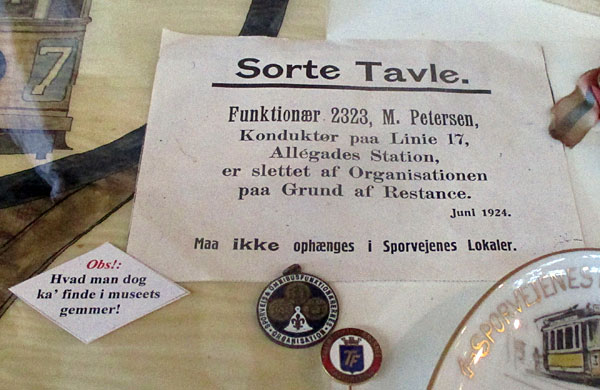 7
Sorte Tavle.
Funktionær 2323, M. Petersen,
Konduktør paa Linie 17,
Allégades Station,
er slettet af Organisationen
paa Grund af Restance.
Juni 1924.
Maa ikke ophænges i Sporvejenes Lokaler.
Obs!:
Hvad man dog
ka' finde i museets
gemmer!
TF
SPORVEJENES